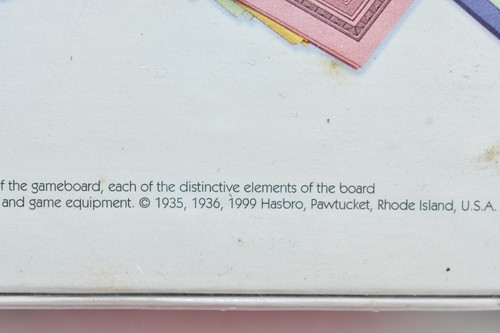 f the gameboard, each of the distinctive elements of the board
and game equipment. © 1935, 1936, 1999 Hasbro, Pawtucket, Rhode Island, U.S.A.